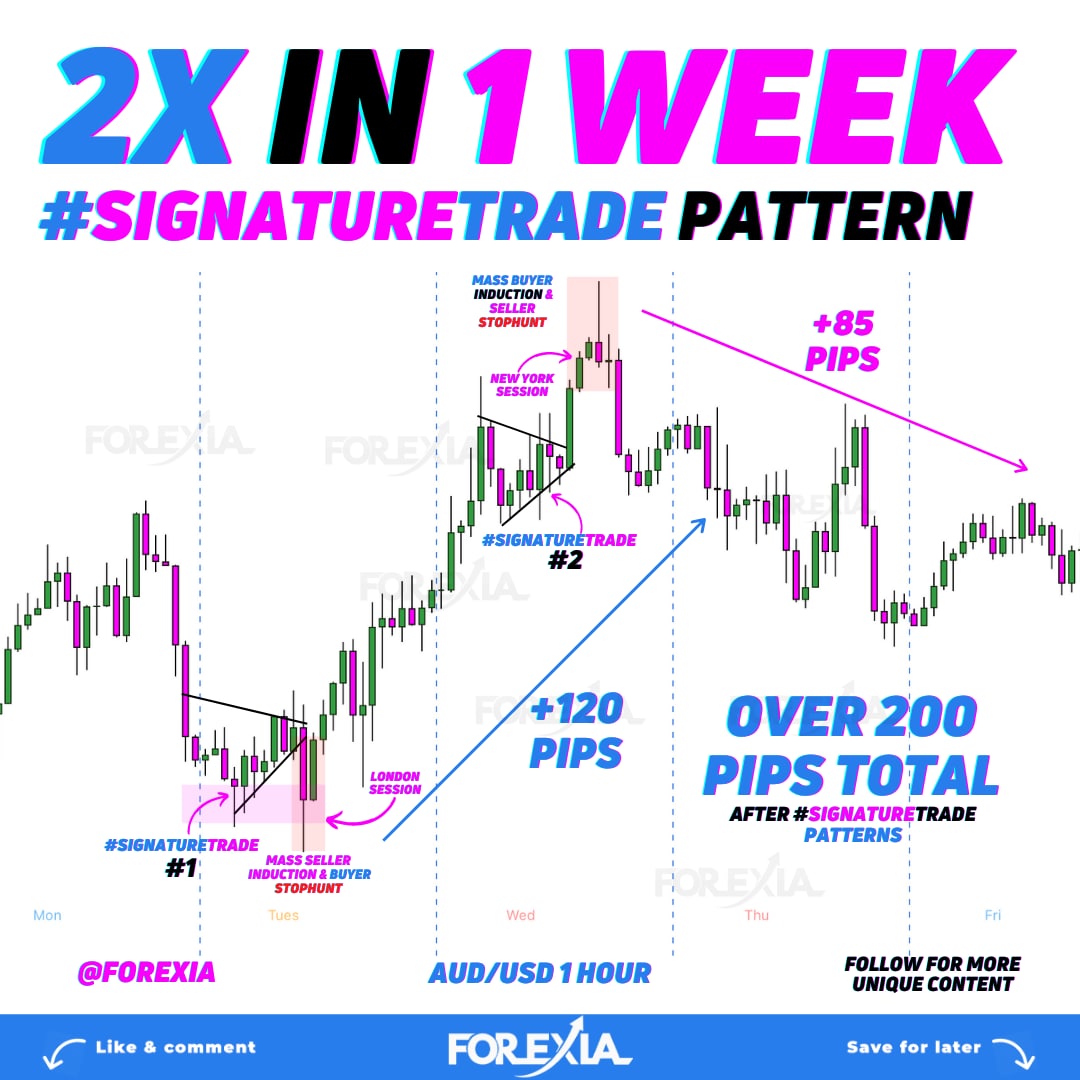 2X IN 1 WEEK
#SIGNATURETRADE PATTERN
MASS BUYER
INDUCTION &
SELLER
STOPHUNT
NEW YORK
SESSION
+85
PIPS
FOREXIA
FOREXIA
FOREXIA
#SIGNATURETRADE
#2
FOREXIA
+120
PIPS
FOREXIA
OVER 200
PIPS TOTAL
AFTER #SIGNATURETRADE
PATTERNS
LONDON
SESSION
#SIGNATURETRADE
#1
MASS SELLER
INDUCTION & BUYER
STOPHUNT
FOREXIA
Mon
Tues
Wed
Thu
Fri
@FOREXIA
AUD/USD 1 HOUR
FOLLOW FOR MORE
UNIQUE CONTENT
Like & comment
FOREXIA
Save for later